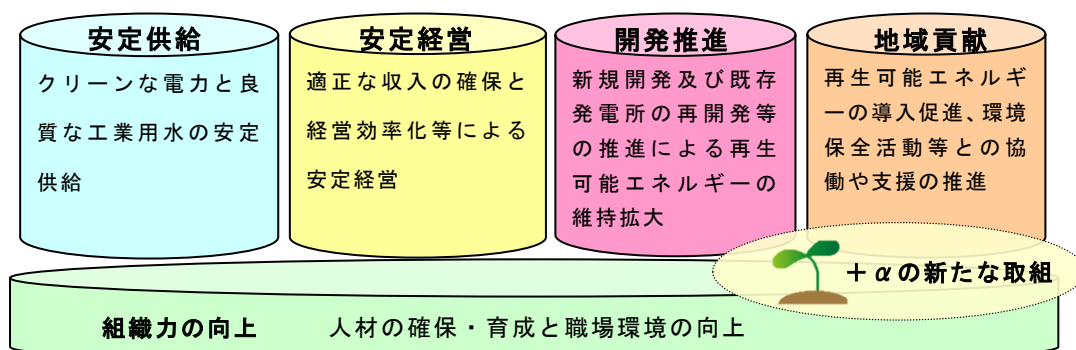 安定供給
クリーンな電力と良
質な工業用水の安定
供給
安定経営
適正な収入の確保と
経営効率化等による
安定経営
開発推進
新規開発及び既存
発電所の再開発等
の推進による再生
可能エネルギーの
維持拡大
地域貢献
再生可能エネルギ
ーの導入促進、環境
保全活動等との協
働や支援の推進
＋αの新たな取組
組織力の向上　人材の確保・育成と職場環境の向上